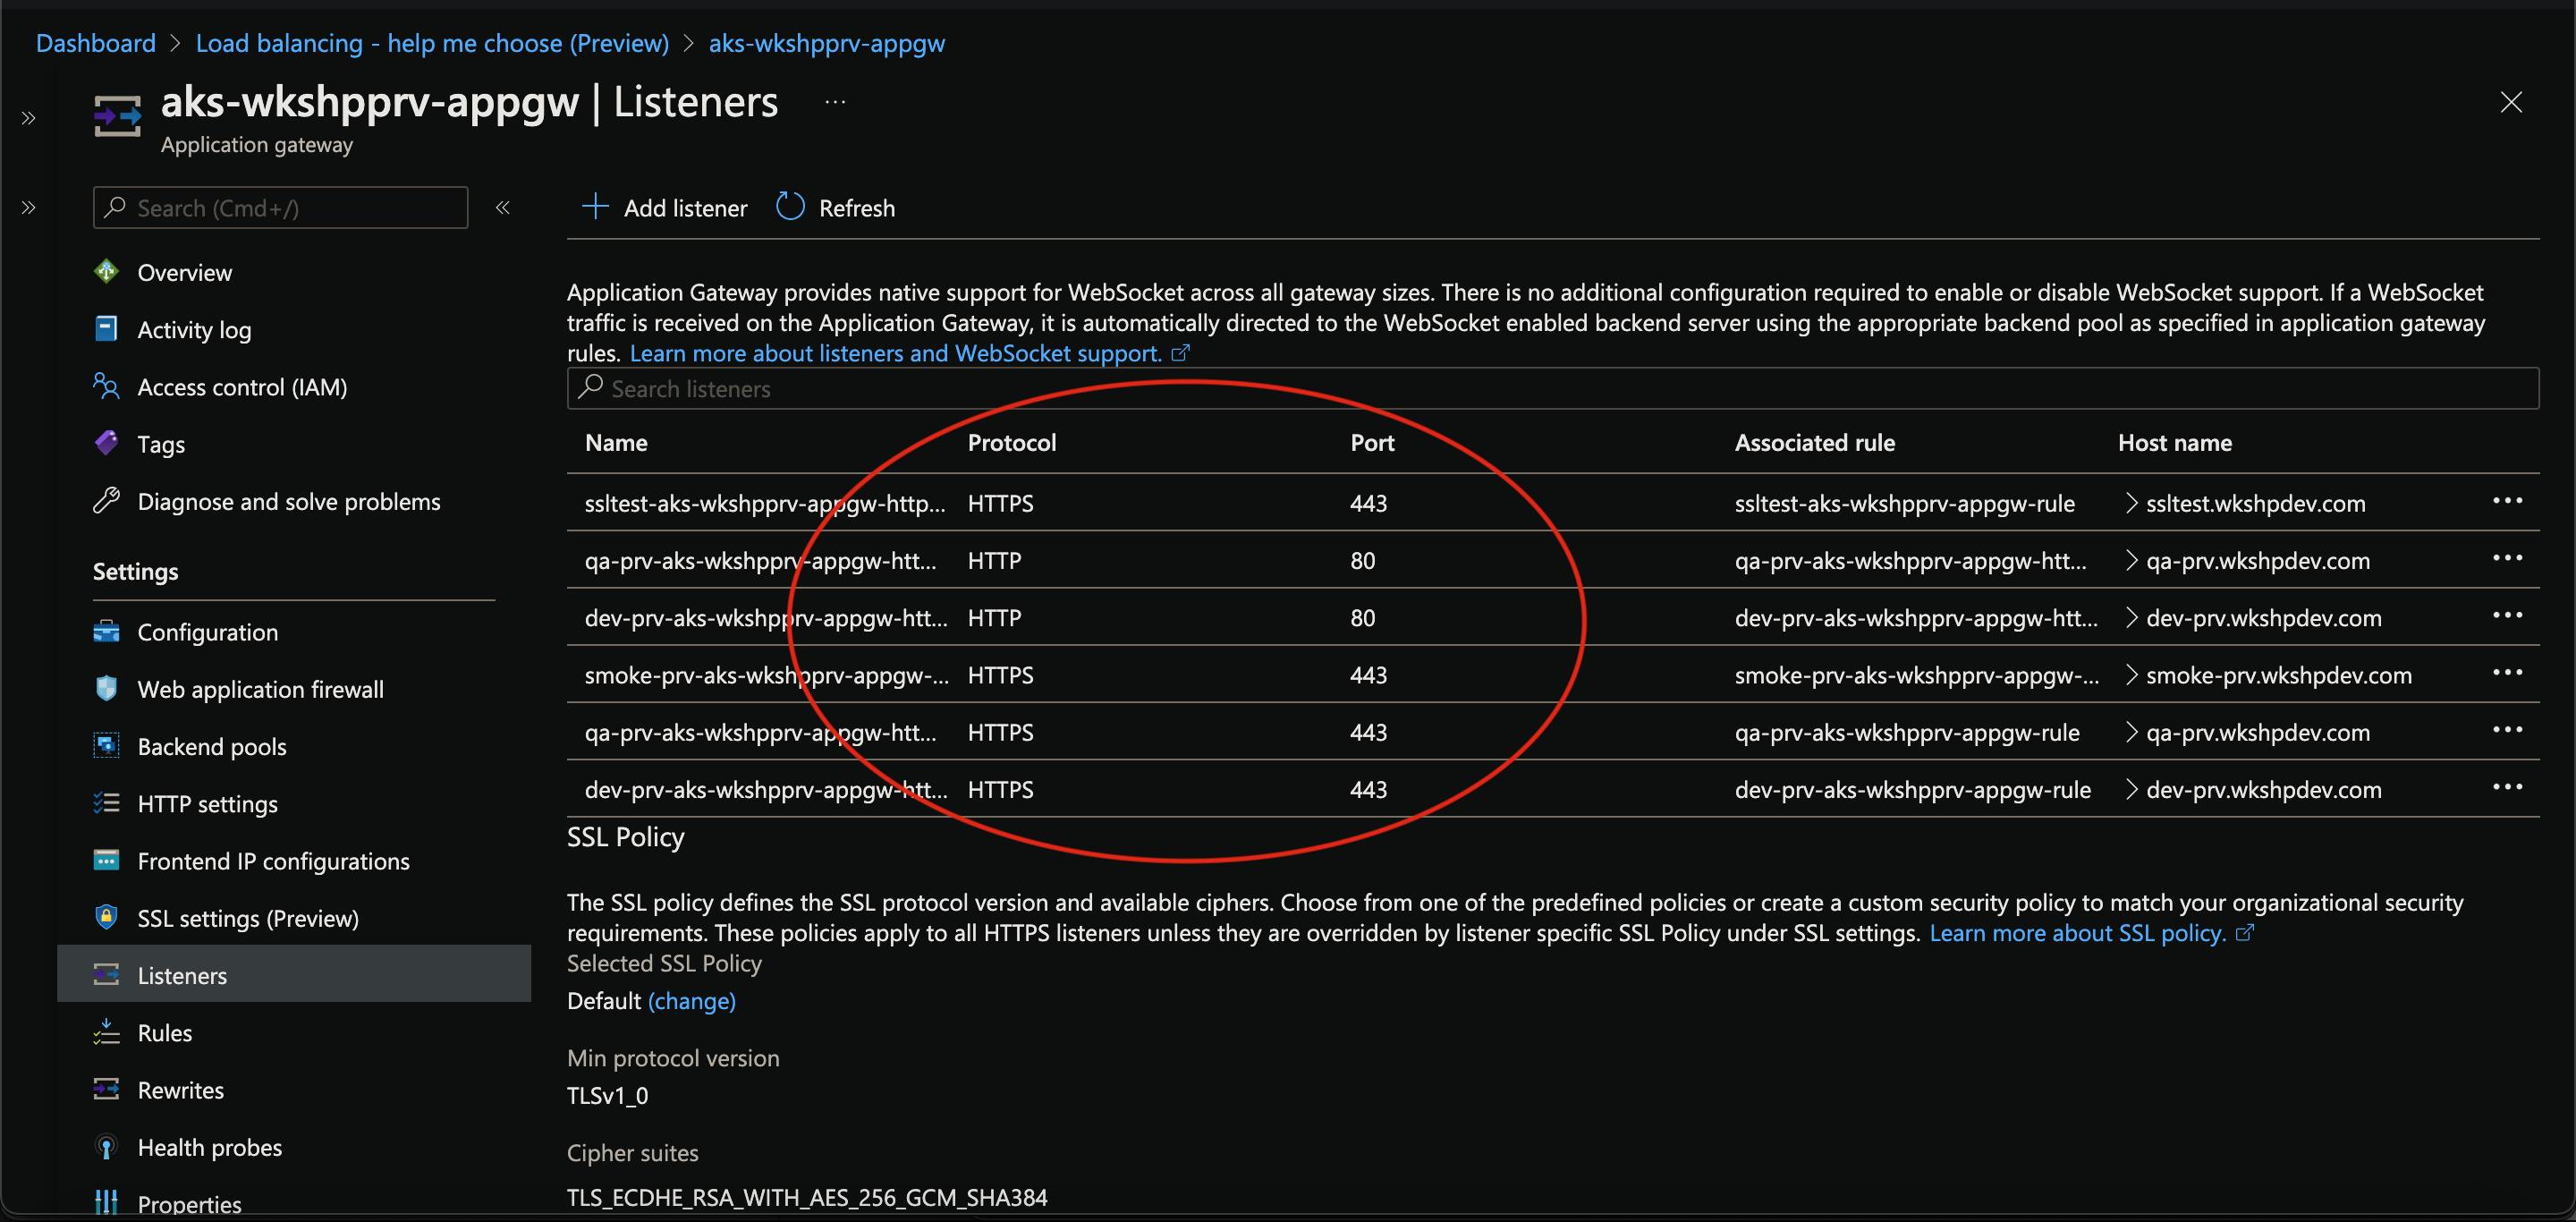 Dashboard > Load balancing - help me choose (Preview) > aks-wkshpprv-appgw
aks-wkshpprv-appgw | Listeners ...
Application gateway
Search (Cmd+/)
Overview
Activity log
Access control (IAM)
Tags
Diagnose and solve problems
Settings
Configuration
Web application firewall
Backend pools
HTTP settings
Frontend IP configurations
SSL settings (Preview)
Listeners
Rules
Rewrites
Health probes
Properties
Add listener Refresh
Application Gateway provides native support for WebSocket across all gateway sizes. There is no additional configuration required to enable or disable WebSocket support. If a WebSocket
traffic is received on the Application Gateway, it is automatically directed to the WebSocket enabled backend server using the appropriate backend pool as specified in application gateway
rules. Learn more about listeners and WebSocket support.
Search listeners
Name Protocol Port Associated rule Host name
ssltest-aks-wkshpprv-appgw-http... HTTPS 443 ssltest-aks-wkshpprv-appgw-rule > ssltest.wkshpdev.com ...
qa-prv-aks-wkshpprv-appgw-htt... HTTP 80 qa-prv-aks-wkshpprv-appgw-htt... > qa-prv.wkshpdev.com ...
dev-prv-aks-wkshpprv-appgw-htt... HTTP 80 dev-prv-aks-wkshpprv-appgw-htt... > dev-prv.wkshpdev.com ...
smoke-prv-aks-wkshpprv-appgw-... HTTPS 443 smoke-prv-aks-wkshpprv-appgw-... > smoke-prv.wkshpdev.com ...
qa-prv-aks-wkshpprv-appgw-htt... HTTPS 443 qa-prv-aks-wkshpprv-appgw-rule > qa-prv.wkshpdev.com ...
dev-prv-aks-wkshpprv-appgw-htt... HTTPS 443 dev-prv-aks-wkshpprv-appgw-rule > dev-prv.wkshpdev.com ...
SSL Policy
The SSL policy defines the SSL protocol version and available ciphers. Choose from one of the predefined policies or create a custom security policy to match your organizational security
requirements. These policies apply to all HTTPS listeners unless they are overridden by listener specific SSL Policy under SSL settings. Learn more about SSL policy.
Selected SSL Policy
Default (change)
Min protocol version
TLSv1_0
Cipher suites
TLS_ECDHE_RSA_WITH_AES_256_GCM_SHA384